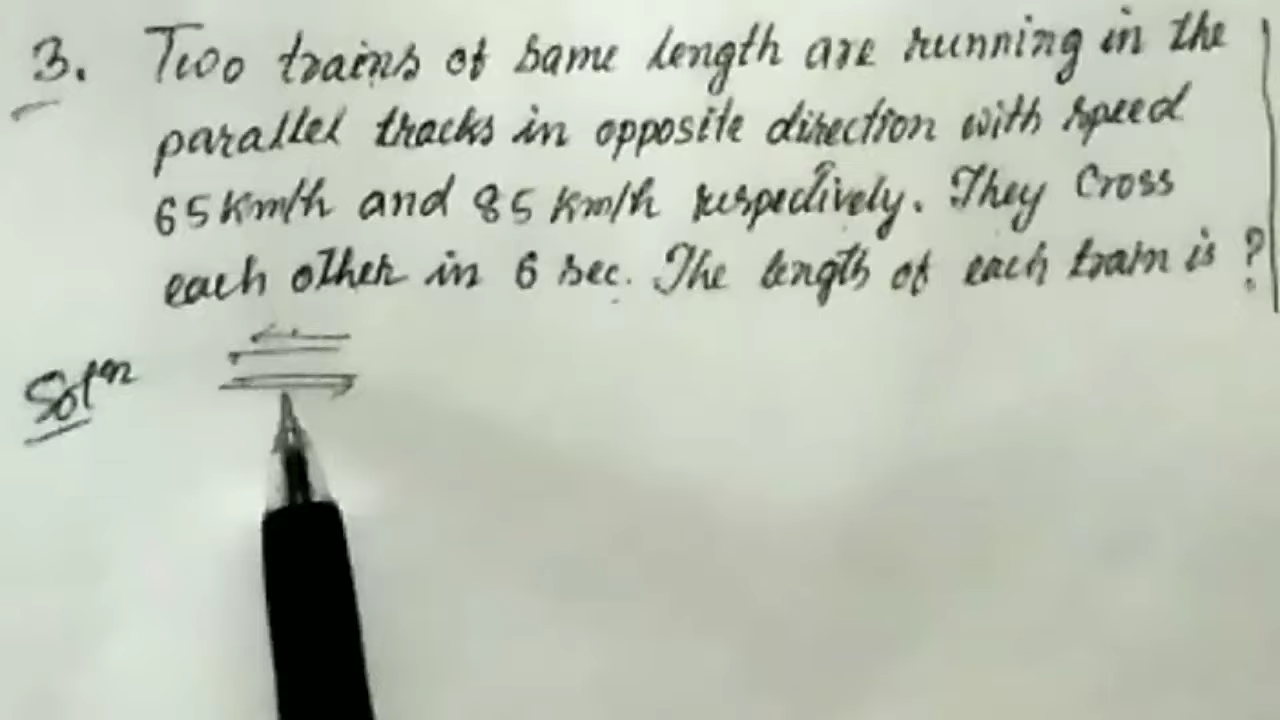 3. Two trains of same length are running in the
parallel tracks in opposite direction with speed
65 Km/h and 85 Km/h respectively. They Cross
each other in 6 sec. The length of each train is ?
Solⁿ